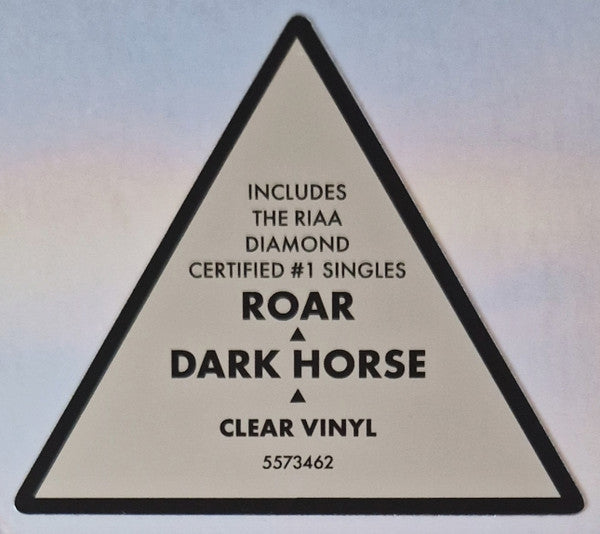 INCLUDES
THE RIAA
DIAMOND
CERTIFIED #1 SINGLES
ROAR
▲
DARK HORSE
▲
CLEAR VINYL
5573462